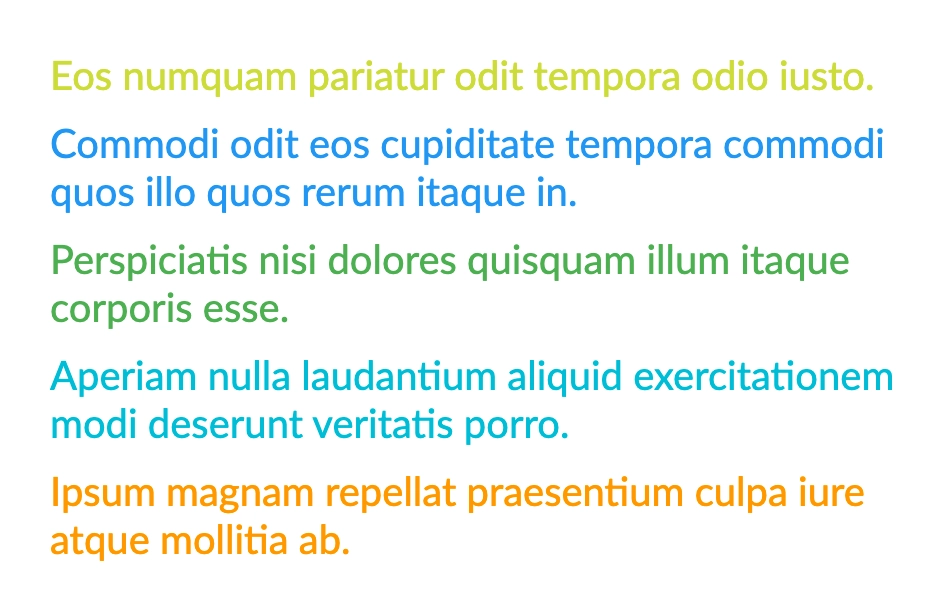 Eos numquam pariatur odit tempora odio iusto.
Commodi odit eos cupiditate tempora commodi
quos illo quos rerum itaque in.
Perspiciatis nisi dolores quisquam illum itaque
corporis esse.
Aperiam nulla laudantium aliquid exercitationem
modi deserunt veritatis porro.
Ipsum magnam repellat praesentium culpa iure
atque mollitia ab.